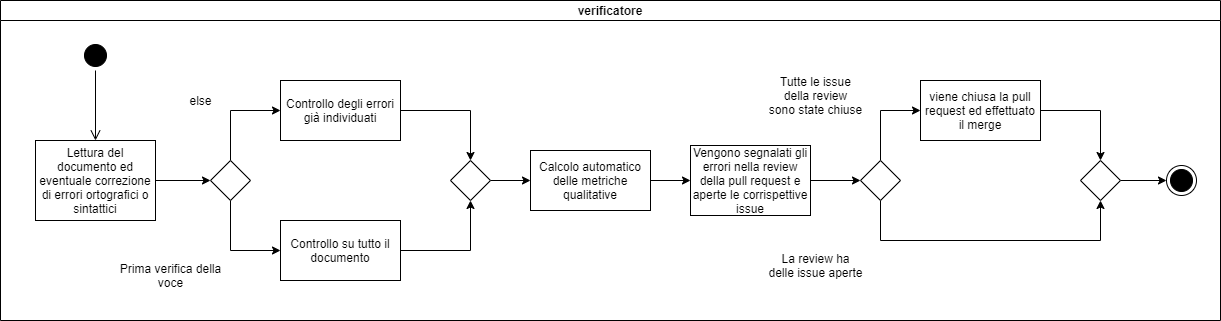 verificatore
Lettura del
documento ed
eventuale correzione
di errori ortografici o
sintattici
else
Prima verifica della
voce
Controllo degli errori
già individuati
Controllo su tutto il
documento
Calcolo automatico
delle metriche
qualitative
Vengono segnalati gli
errori nella review
della pull request e
aperte le corrispettive
issue
Tutte le issue
della review
sono state chiuse
La review ha
delle issue aperte
viene chiusa la pull
request ed effettuato
il merge